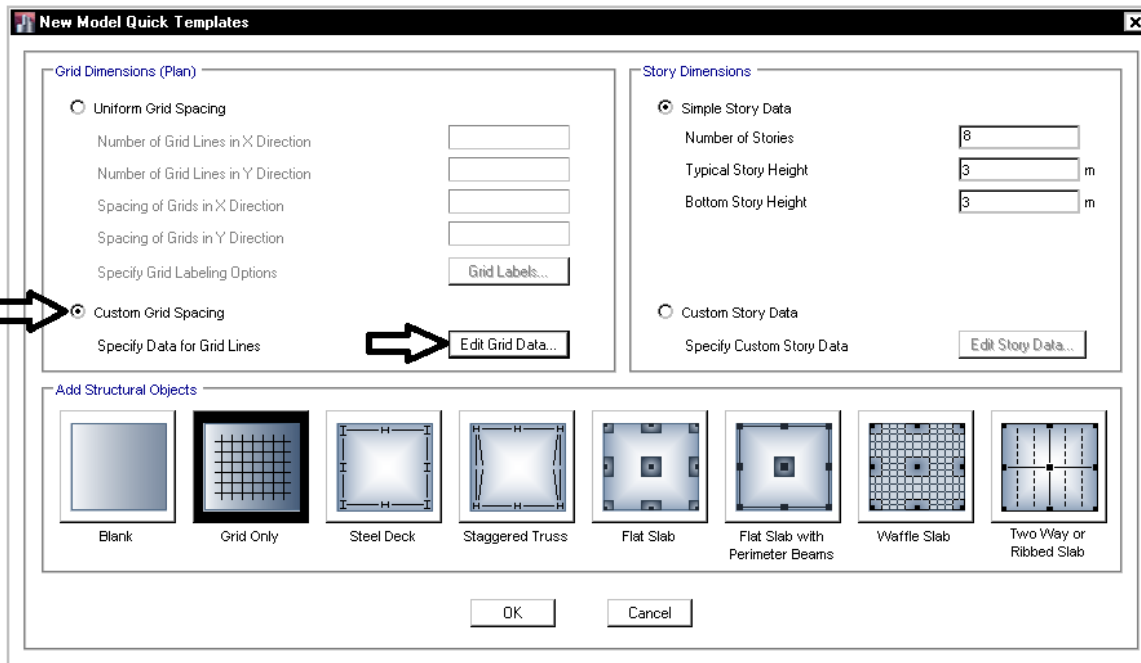 New Model Quick Templates
Grid Dimensions (Plan)
Uniform Grid Spacing
Number of Grid Lines in X Direction
Number of Grid Lines in Y Direction
Spacing of Grids in X Direction
Spacing of Grids in Y Direction
Specify Grid Labeling Options
Grid Labels...
Custom Grid Spacing
Specify Data for Grid Lines
Edit Grid Data...
Story Dimensions
Simple Story Data
Number of Stories 8
Typical Story Height 3 m
Bottom Story Height 3 m
Custom Story Data
Specify Custom Story Data
Edit Story Data...
Add Structural Objects
Blank
Grid Only
Steel Deck
Staggered Truss
Flat Slab
Flat Slab with
Perimeter Beams
Waffle Slab
Two Way or
Ribbed Slab
OK
Cancel